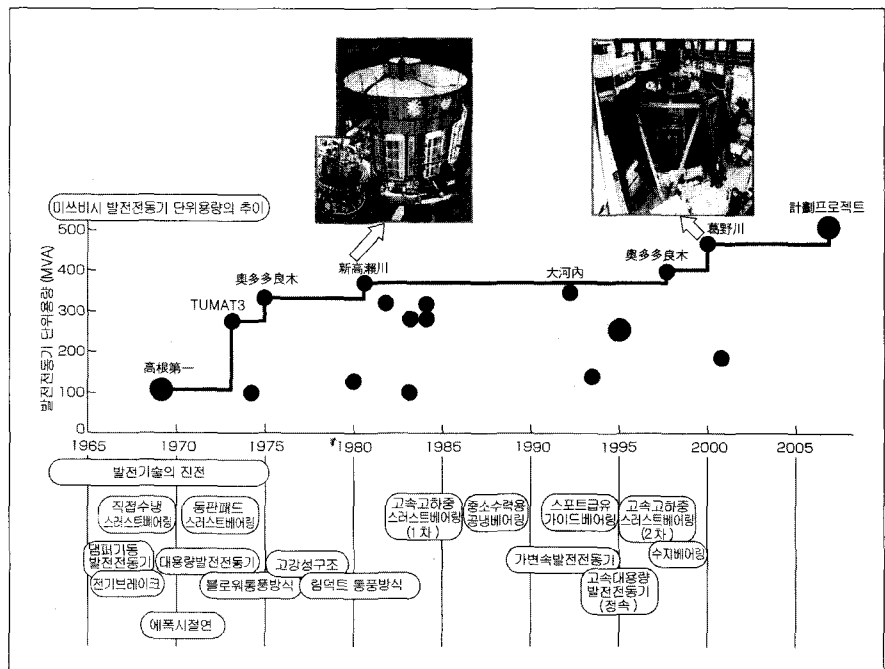 미쓰비시 발전전동기 단위용량의 추이
발전전동기 단위용량 (MVA)
500
400
300
200
100
0
高根第一
TUMAT3
奥多多良木
新高瀨川
大河內
奥多多良木
葛野川
計劃프로젝트
1965
1970
1975
1980
1985
1990
1995
2000
2005
발전기술의 진전
직접수냉
스러스트베어링
동판패드
스러스트베어링
고속고하중
스러스트베어링
(1차)
중소수력용
공냉베어링
스포트급유
가이드베어링
고속고하중
스러스트베어링
(2차)
댐퍼기동
발전전동기
대용량발전전동기
고강성구조
가변속발전전동기
수지베어링
전기브레이크
블로워통풍방식
림덕트 통풍방식
고속대용량
발전전동기
(정속)
에폭시절연